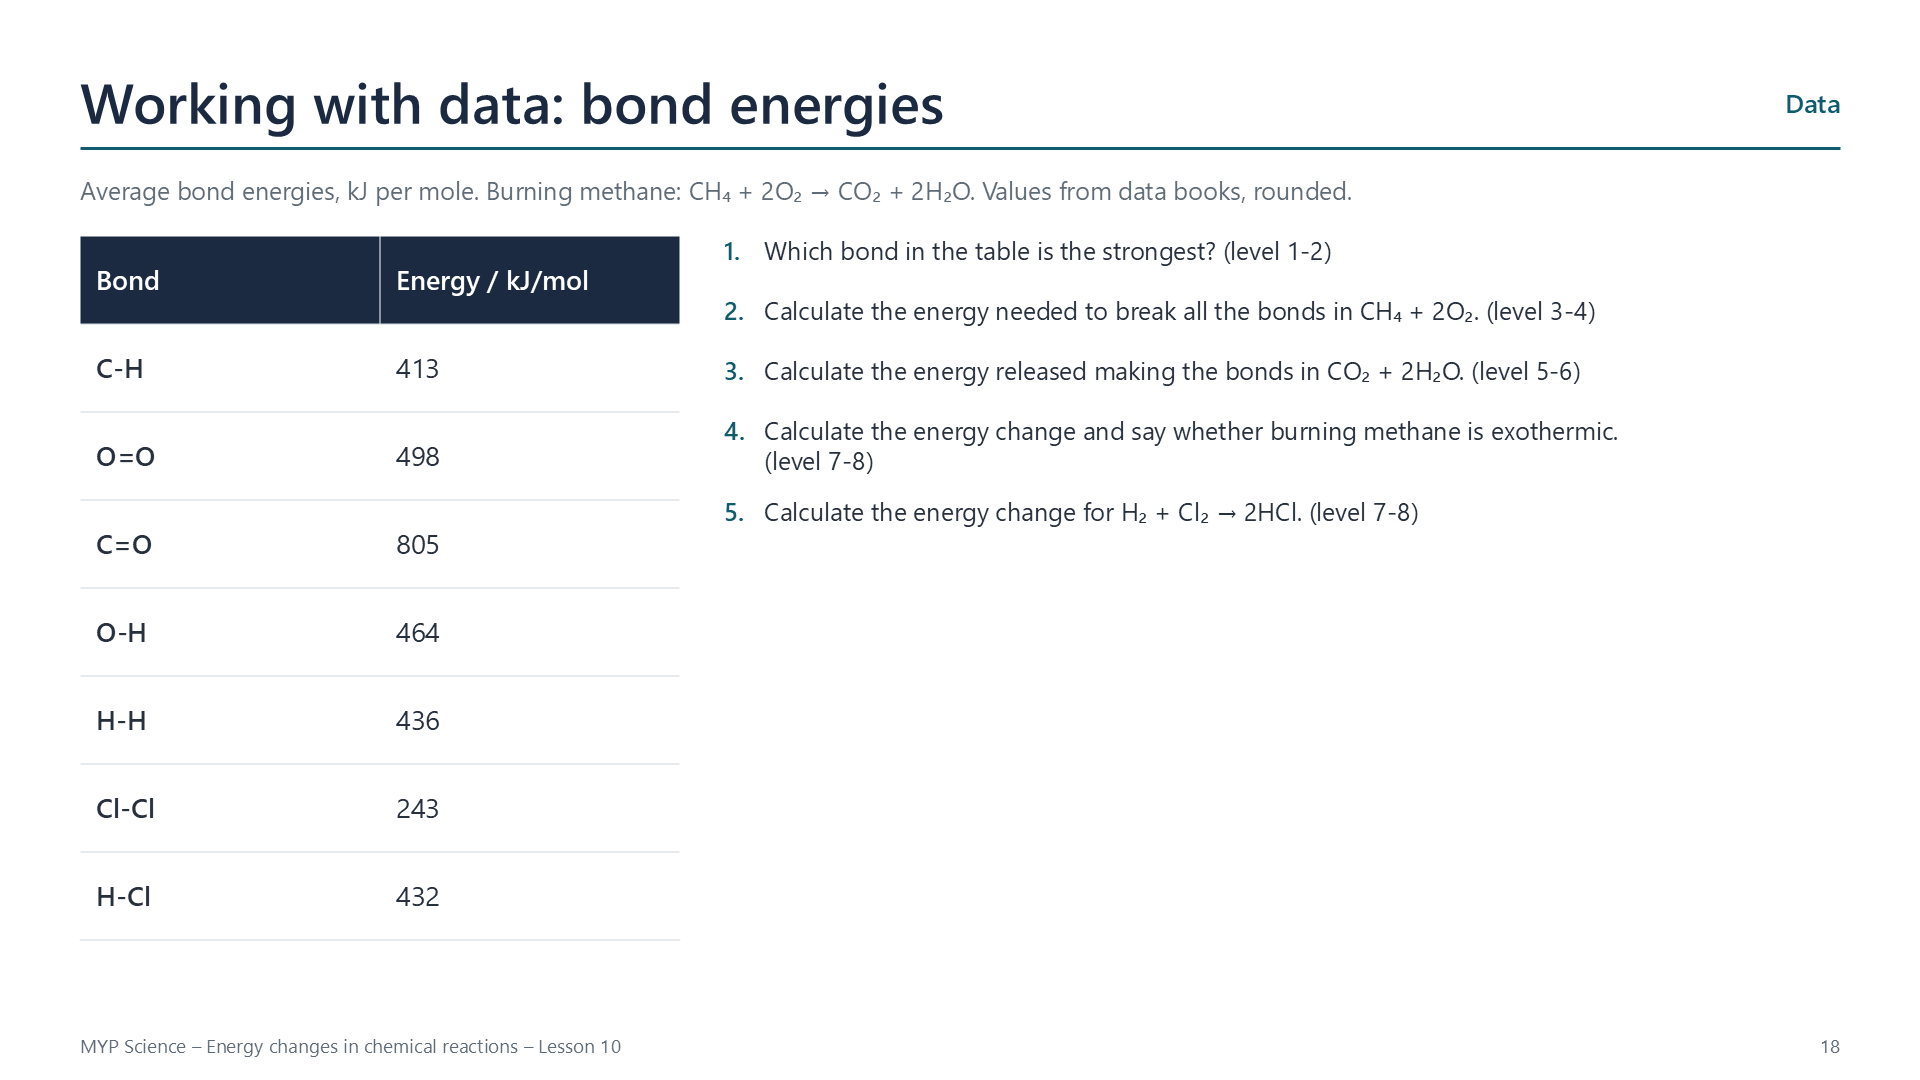 Working with data: bond energies
Data
Average bond energies, kJ per mole. Burning methane: CH₄ + 2O₂ → CO₂ + 2H₂O. Values from data books, rounded.
Bond Energy / kJ/mol
C-H 413
O=O 498
C=O 805
O-H 464
H-H 436
Cl-Cl 243
H-Cl 432
1. Which bond in the table is the strongest? (level 1-2)
2. Calculate the energy needed to break all the bonds in CH₄ + 2O₂. (level 3-4)
3. Calculate the energy released making the bonds in CO₂ + 2H₂O. (level 5-6)
4. Calculate the energy change and say whether burning methane is exothermic.
(level 7-8)
5. Calculate the energy change for H₂ + Cl₂ → 2HCl. (level 7-8)
MYP Science – Energy changes in chemical reactions – Lesson 10
18